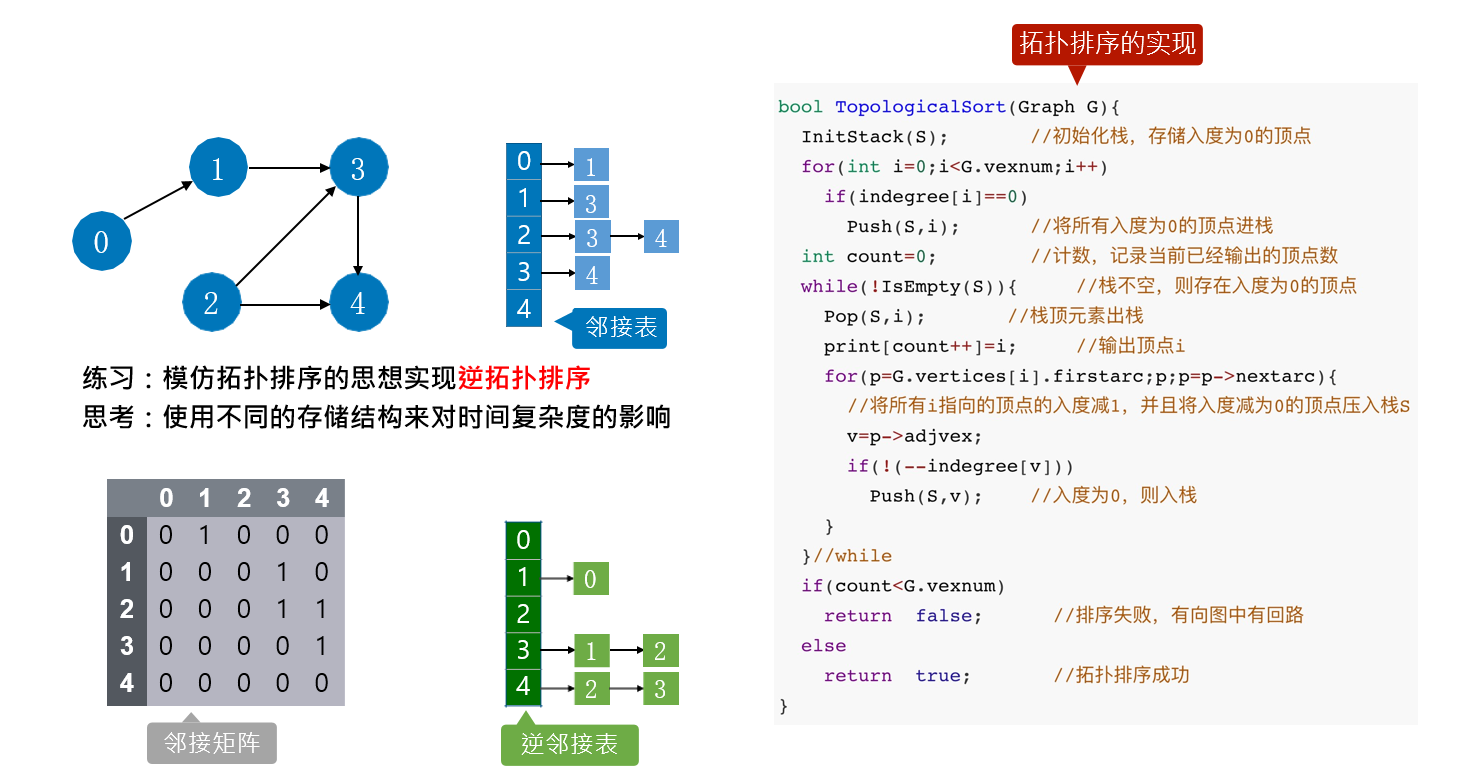 拓扑排序的实现
bool TopologicalSort(Graph G){
InitStack(S); //初始化栈，存储入度为0的顶点
for(int i=0;i<G.vexnum;i++)
if(indegree[i]==0)
Push(S,i); //将所有入度为0的顶点进栈
int count=0; //计数，记录当前已经输出的顶点数
while(!IsEmpty(S)){ //栈不空，则存在入度为0的顶点
Pop(S,i); //栈顶元素出栈
print[count++]=i; //输出顶点i
for(p=G.vertices[i].firstarc;p;p=p->nextarc){
//将所有i指向的顶点的入度减1，并且将入度减为0的顶点压入栈S
v=p->adjvex;
if(!(--indegree[v]))
Push(S,v); //入度为0，则入栈
}
}//while
if(count<G.vexnum)
return false; //排序失败，有向图中有回路
else
return true; //拓扑排序成功
}
1
3
0
2
4
0 1
1 3
2 3 4
3 4
4
邻接表
练习：模仿拓扑排序的思想实现逆拓扑排序
思考：使用不同的存储结构来对时间复杂度的影响
0 1 2 3 4
0 0 1 0 0 0
1 0 0 0 1 0
2 0 0 0 1 1
3 0 0 0 0 1
4 0 0 0 0 0
邻接矩阵
0
1 0
2
3 1 2
4 2 3
逆邻接表